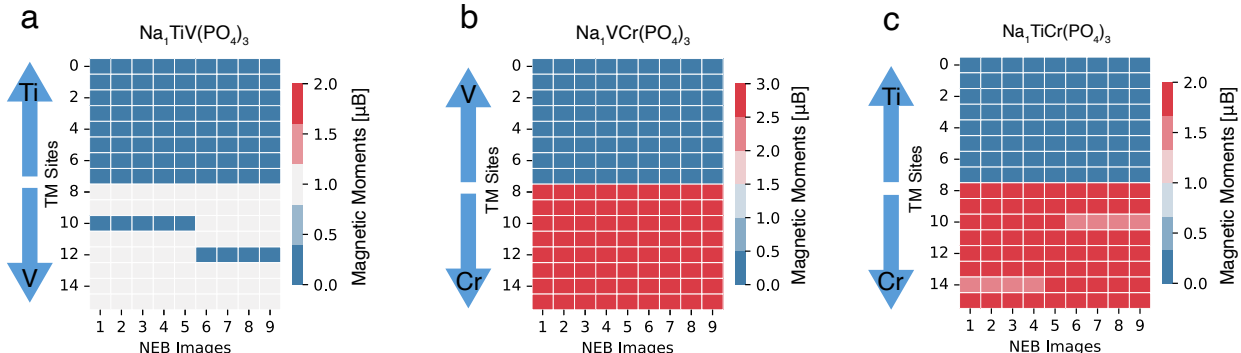 a
Na₁TiV(PO₄)₃
Ti
V
TM Sites
0
2
4
6
8
10
12
14
1 2 3 4 5 6 7 8 9
NEB Images
2.0
1.5
1.0
0.5
0.0
Magnetic Moments [μB]
b
Na₁VCr(PO₄)₃
V
Cr
TM Sites
0
2
4
6
8
10
12
14
1 2 3 4 5 6 7 8 9
NEB Images
3.0
2.5
2.0
1.5
1.0
0.5
0.0
Magnetic Moments [μB]
c
Na₁TiCr(PO₄)₃
Ti
Cr
TM Sites
0
2
4
6
8
10
12
14
1 2 3 4 5 6 7 8 9
NEB Images
2.0
1.5
1.0
0.5
0.0
Magnetic Moments [μB]